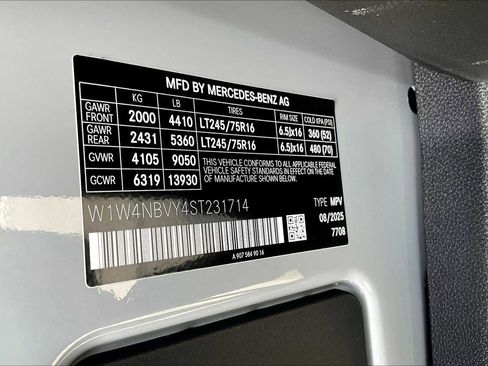 MFD BY MERCEDES-BENZ AG
KG LB TIRES RIM SIZE COLD KPA(PSI)
GAWR FRONT 2000 4410 LT245/75R16 6.5Jx16 360 (52)
GAWR REAR 2431 5360 LT245/75R16 6.5Jx16 480 (70)
GVWR 4105 9050 THIS VEHICLE CONFORMS TO ALL APPLICABLE
FEDERAL MOTOR VEHICLE SAFETY STANDARDS
GCWR 6319 13930 IN EFFECT ON THE DATE OF MANUFACTURE
SHOWN ABOVE.
W1W4NBVY4ST231714
TYPE MPV
08/2025
7708
A 907 584 90 16